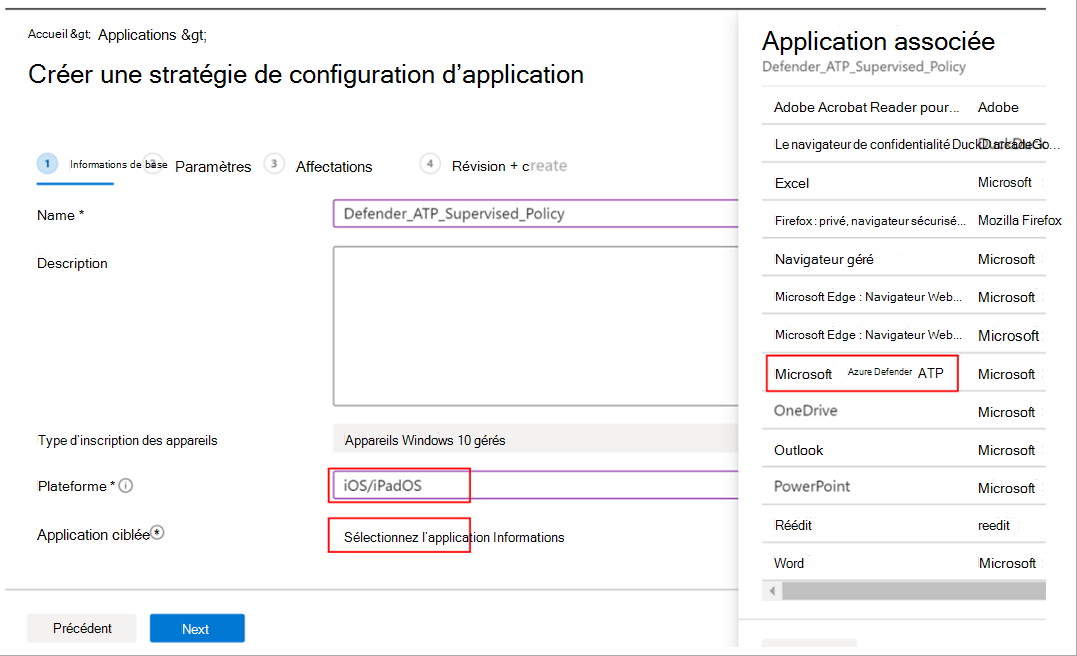 Accueil &gt; Applications &gt;
Créer une stratégie de configuration d’application
1 Informations de base
2 Paramètres
3 Affectations
4 Révision + create
Name *
Defender_ATP_Supervised_Policy
Description
Type d’inscription des appareils
Appareils Windows 10 gérés
Plateforme *
iOS/iPadOS
Application ciblée*
Sélectionnez l’application Informations
Précédent
Next
Application associée
Defender_ATP_Supervised_Policy
Adobe Acrobat Reader pour... Adobe
Le navigateur de confidentialité Duck
Excel Microsoft
Firefox : privé, navigateur sécurisé... Mozilla Firefox
Navigateur géré Microsoft
Microsoft Edge : Navigateur Web... Microsoft
Microsoft Edge : Navigateur Web... Microsoft
Microsoft Azure Defender ATP Microsoft
OneDrive Microsoft
Outlook Microsoft
PowerPoint Microsoft
Réédit reedit
Word Microsoft